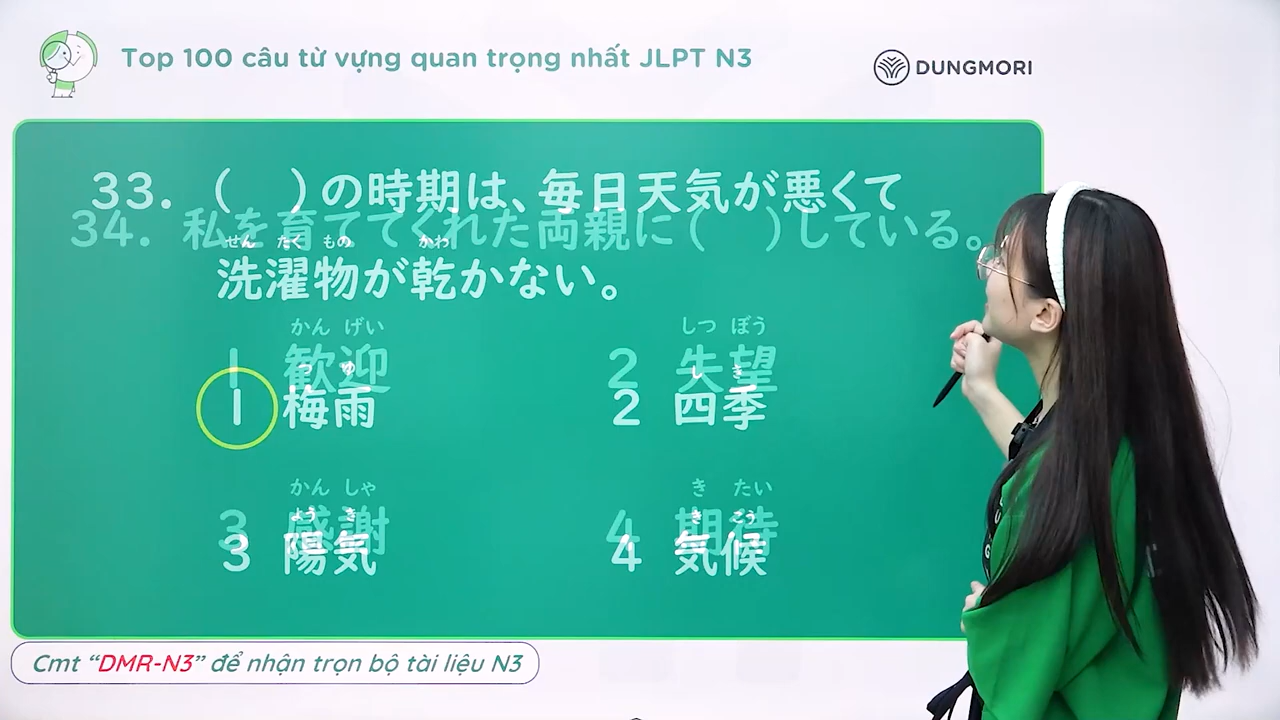 Top 100 câu từ vựng quan trọng nhất JLPT N3
DUNGMORI
33. (　)の時期は、毎日天気が悪くて
34. 私を育ててくれた両親に(　)している。
せん たく もの かわ
洗濯物が乾かない。
かん げい しつ ぼう
1 歓迎 2 失望
つ ゆ し き
1 梅雨 2 四季
かん しゃ き たい
3 感謝 4 期待
よう き き こう
3 陽気 4 気候
Cmt “DMR-N3” để nhận trọn bộ tài liệu N3